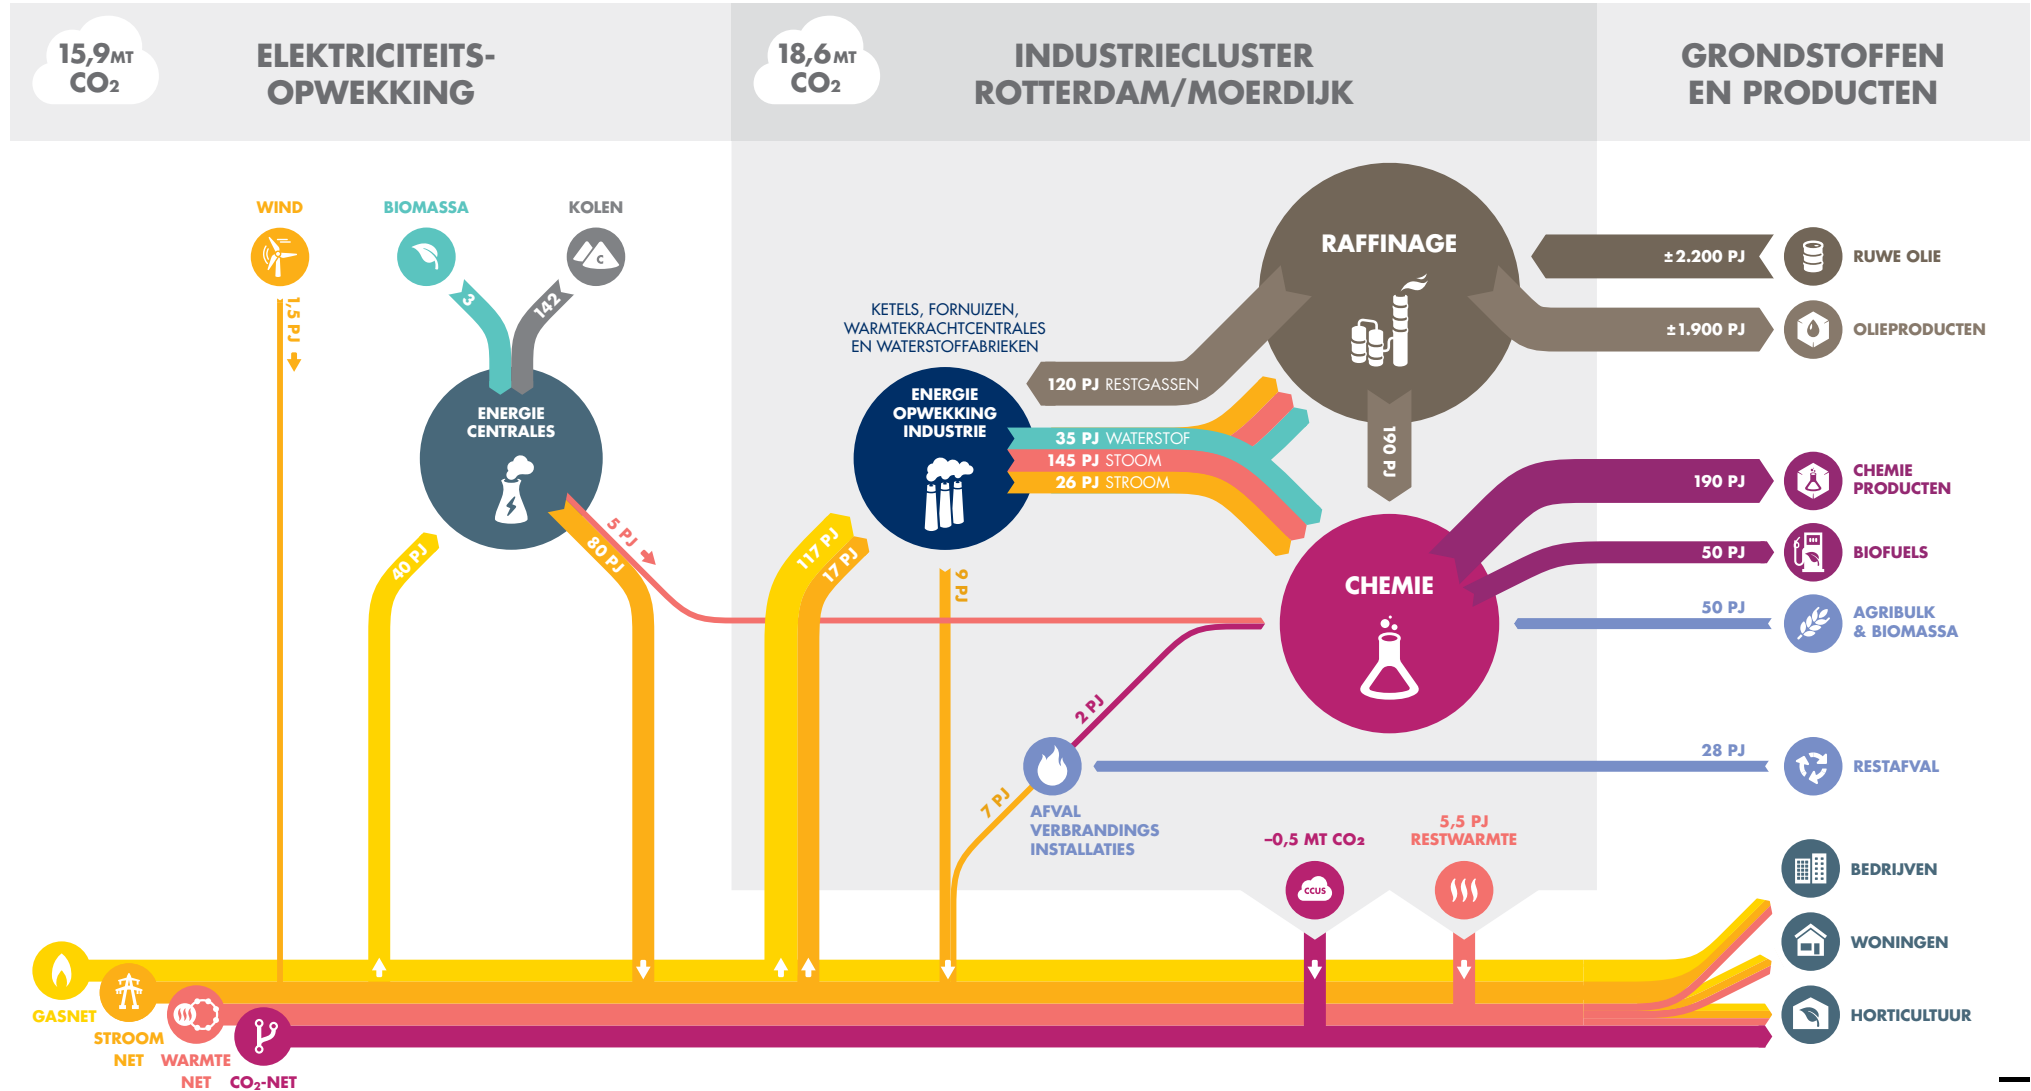 15,9 MT
CO₂
ELEKTRICITEITS-
OPWEKKING
18,6 MT
CO₂
INDUSTRIECLUSTER
ROTTERDAM/MOERDIJK
GRONDSTOFFEN
EN PRODUCTEN
WIND
BIOMASSA
KOLEN
C
1,5 PJ
3
142
ENERGIE
CENTRALES
40 PJ
80 PJ
5 PJ
KETELS, FORNUIZEN,
WARMTEKRACHTCENTRALES
EN WATERSTOFFABRIEKEN
ENERGIE
OPWEKKING
INDUSTRIE
120 PJ RESTGASSEN
35 PJ WATERSTOF
145 PJ STOOM
26 PJ STROOM
117 PJ
17 PJ
9 PJ
RAFFINAGE
190 PJ
CHEMIE
2 PJ
7 PJ
AFVAL
VERBRANDINGS
INSTALLATIES
±2.200 PJ
RUWE OLIE
±1.900 PJ
OLIEPRODUCTEN
190 PJ
CHEMIE
PRODUCTEN
50 PJ
BIOFUELS
50 PJ
AGRIBULK
& BIOMASSA
28 PJ
RESTAFVAL
–0,5 MT CO₂
CCUS
5,5 PJ
RESTWARMTE
BEDRIJVEN
WONINGEN
HORTICULTUUR
GASNET
STROOM
NET
WARMTE
NET
CO₂-NET